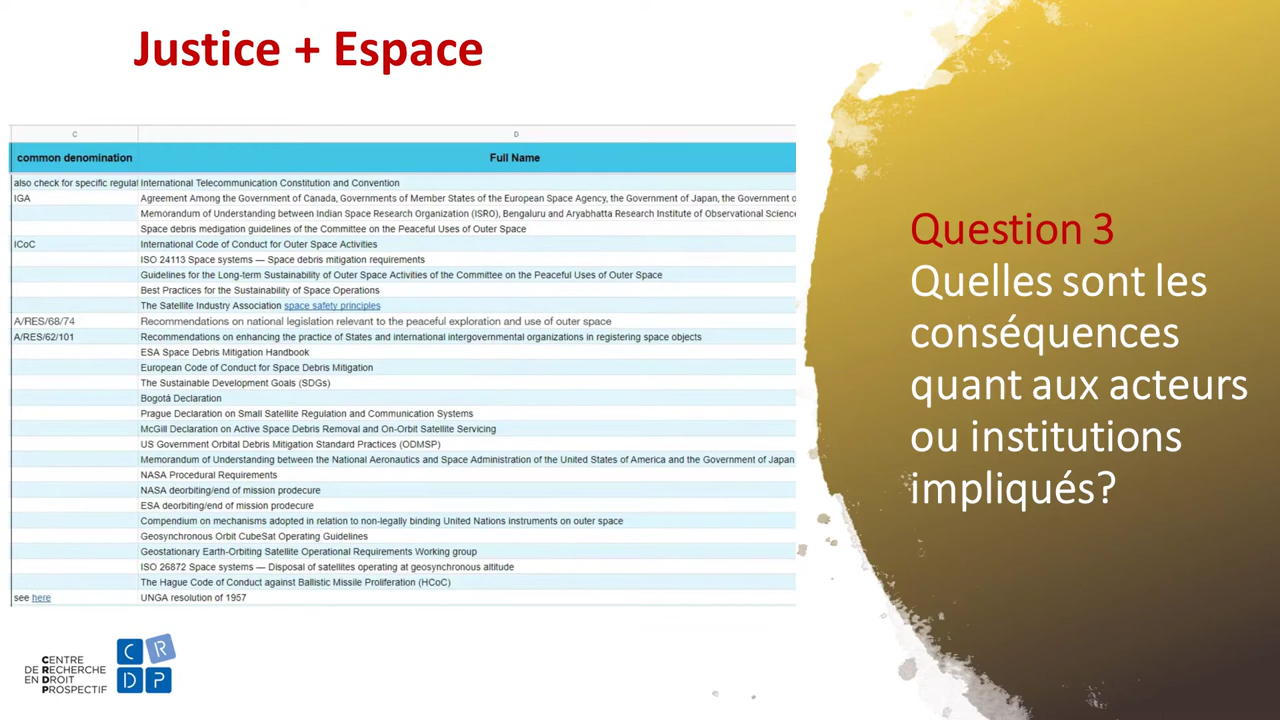 Justice + Espace
C D
common denomination Full Name
also check for specific regulat International Telecommunication Constitution and Convention
IGA Agreement Among the Government of Canada, Governments of Member States of the European Space Agency, the Government of Japan, the Government o
Memorandum of Understanding between Indian Space Research Organization (ISRO), Bengaluru and Aryabhatta Research Institute of Observational Science
Space debris medigation guidelines of the Committee on the Peaceful Uses of Outer Space
ICoC International Code of Conduct for Outer Space Activities
ISO 24113 Space systems — Space debris mitigation requirements
Guidelines for the Long-term Sustainability of Outer Space Activities of the Committee on the Peaceful Uses of Outer Space
Best Practices for the Sustainability of Space Operations
The Satellite Industry Association space safety principles
A/RES/68/74 Recommendations on national legislation relevant to the peaceful exploration and use of outer space
A/RES/62/101 Recommendations on enhancing the practice of States and international intergovernmental organizations in registering space objects
ESA Space Debris Mitigation Handbook
European Code of Conduct for Space Debris Mitigation
The Sustainable Development Goals (SDGs)
Bogotá Declaration
Prague Declaration on Small Satellite Regulation and Communication Systems
McGill Declaration on Active Space Debris Removal and On-Orbit Satellite Servicing
US Government Orbital Debris Mitigation Standard Practices (ODMSP)
Memorandum of Understanding between the National Aeronautics and Space Administration of the United States of America and the Government of Japan
NASA Procedural Requirements
NASA deorbiting/end of mission prodecure
ESA deorbiting/end of mission prodecure
Compendium on mechanisms adopted in relation to non-legally binding United Nations instruments on outer space
Geosynchronous Orbit CubeSat Operating Guidelines
Geostationary Earth-Orbiting Satellite Operational Requirements Working group
ISO 26872 Space systems — Disposal of satellites operating at geosynchronous altitude
The Hague Code of Conduct against Ballistic Missile Proliferation (HCoC)
see here UNGA resolution of 1957
Question 3
Quelles sont les
conséquences
quant aux acteurs
ou institutions
impliqués?
CENTRE
DE RECHERCHE
EN DROIT
PROSPECTIF
C R
D P